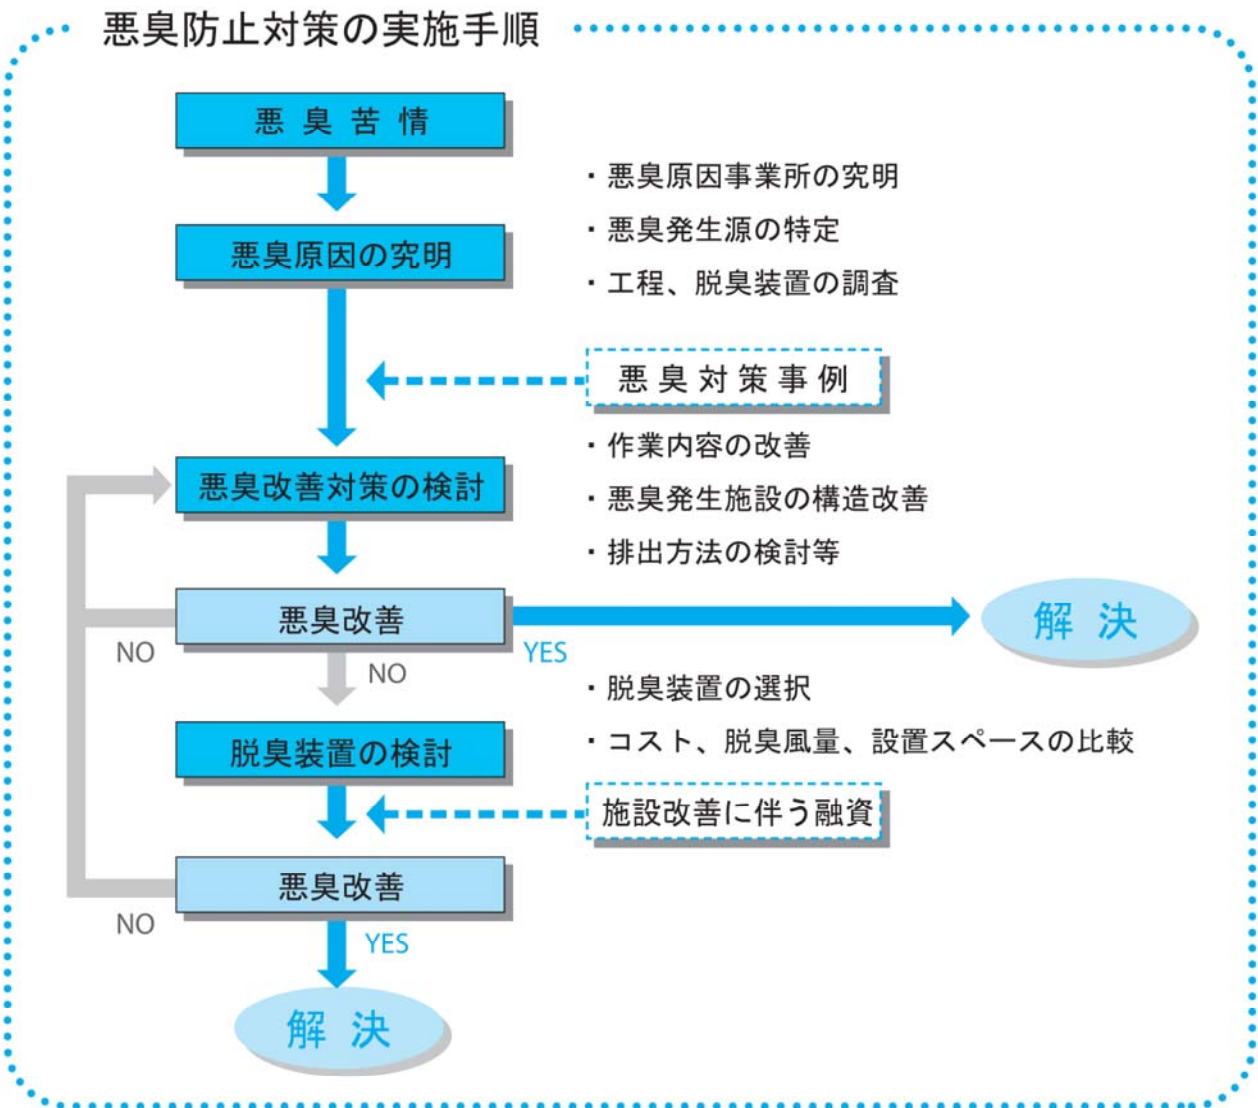 悪臭防止対策の実施手順
悪臭苦情
・悪臭原因事業所の究明
・悪臭発生源の特定
悪臭原因の究明
・工程、脱臭装置の調査
悪臭対策事例
・作業内容の改善
悪臭改善対策の検討
・悪臭発生施設の構造改善
・排出方法の検討等
悪臭改善
解決
NO
YES
NO
・脱臭装置の選択
・コスト、脱臭風量、設置スペースの比較
脱臭装置の検討
施設改善に伴う融資
悪臭改善
NO
YES
解決